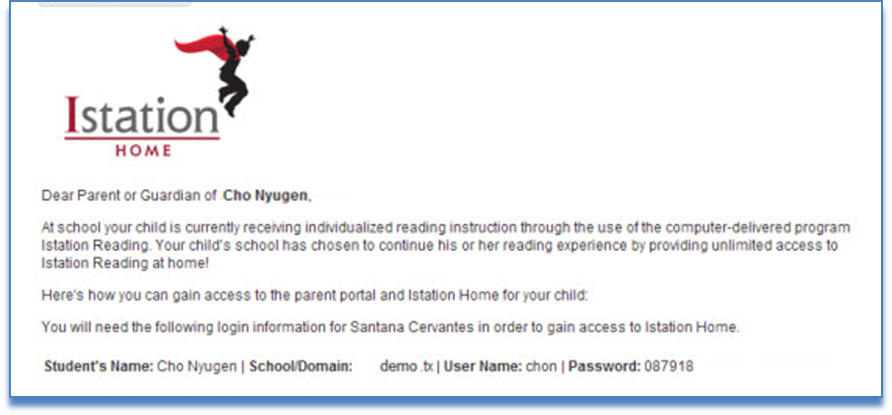 Istation
HOME
Dear Parent or Guardian of Cho Nyugen,
At school your child is currently receiving individualized reading instruction through the use of the computer-delivered program
Istation Reading. Your child's school has chosen to continue his or her reading experience by providing unlimited access to
Istation Reading at home!
Here's how you can gain access to the parent portal and Istation Home for your child:
You will need the following login information for Santana Cervantes in order to gain access to Istation Home.
Student's Name: Cho Nyugen | School/Domain: demo .tx | User Name: chon | Password: 087918